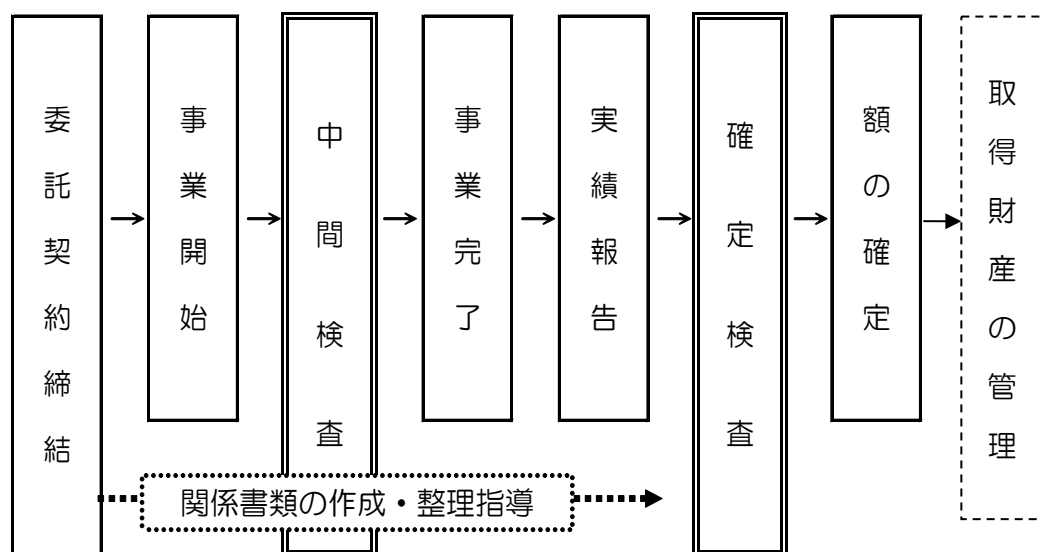 委託契約締結
事業開始
中間検査
事業完了
実績報告
確定検査
額の確定
取得財産の管理
関係書類の作成・整理指導